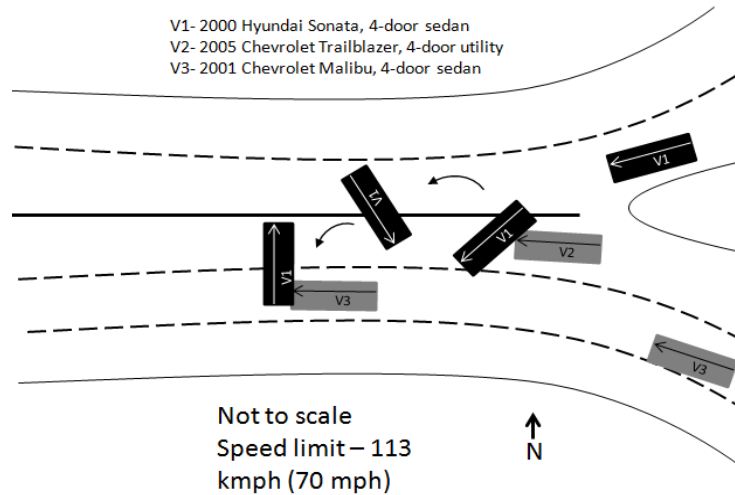 V1- 2000 Hyundai Sonata, 4-door sedan
V2- 2005 Chevrolet Trailblazer, 4-door utility
V3- 2001 Chevrolet Malibu, 4-door sedan
V1
V1
V1
V2
V1
V3
V3
Not to scale
Speed limit – 113
kmph (70 mph)
N